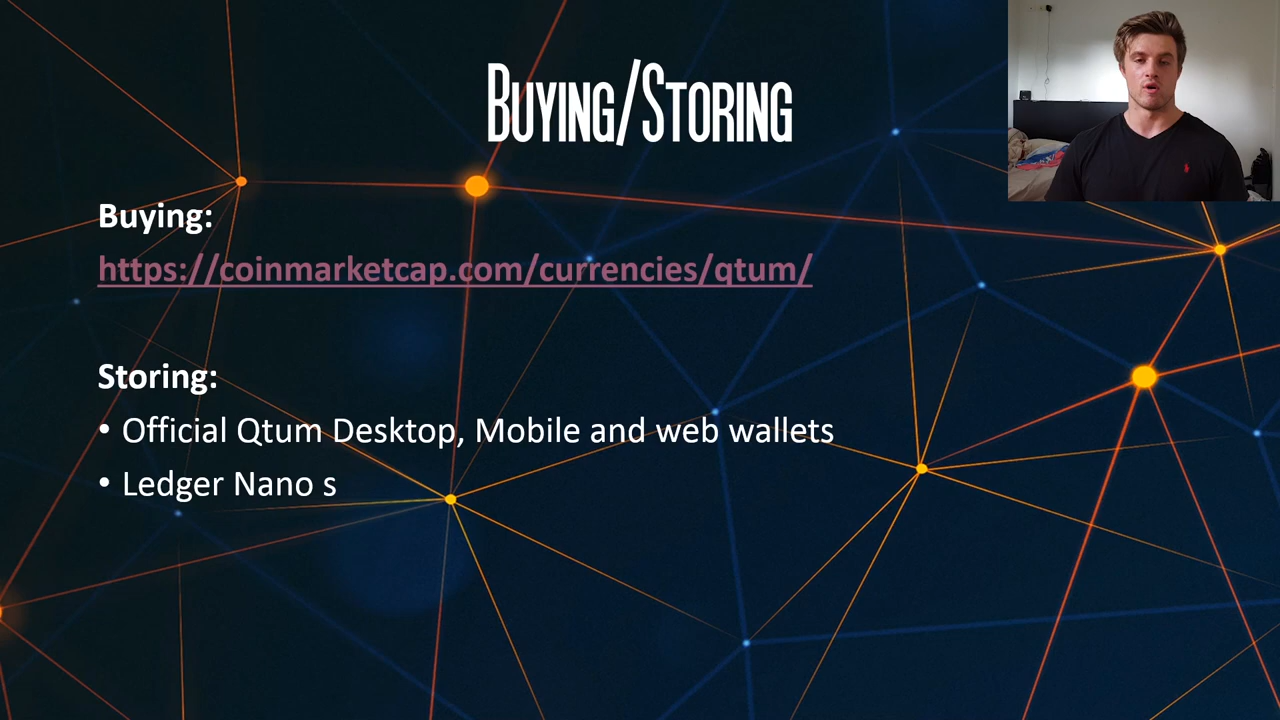 Buying/Storing
Buying:
https://coinmarketcap.com/currencies/qtum/
Storing:
• Official Qtum Desktop, Mobile and web wallets
• Ledger Nano s